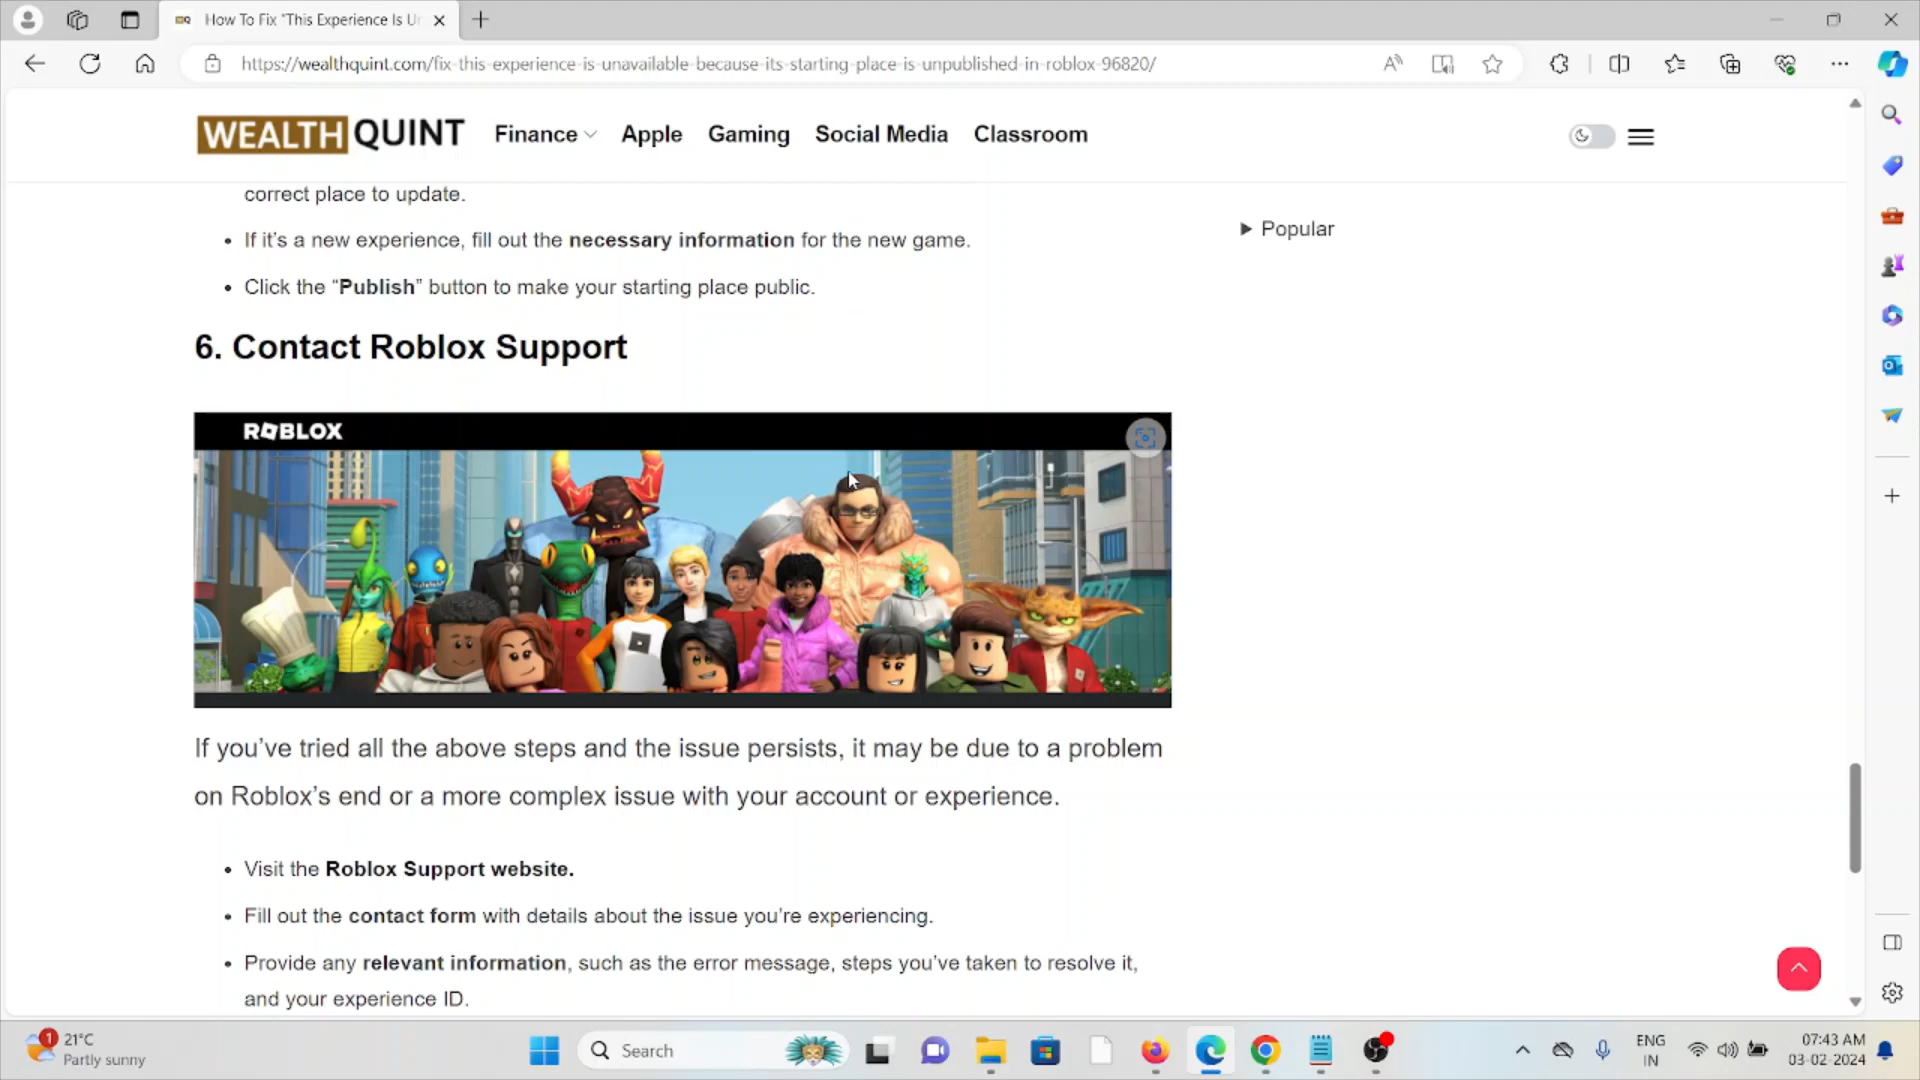 How To Fix "This Experience Is Un
https://wealthquint.com/fix-this-experience-is-unavailable-because-its-starting-place-is-unpublished-in-roblox-96820/
WEALTH QUINT
Finance Apple Gaming Social Media Classroom
correct place to update.
• If it's a new experience, fill out the necessary information for the new game.
Popular
• Click the “Publish” button to make your starting place public.
6. Contact Roblox Support
ROBLOX
If you've tried all the above steps and the issue persists, it may be due to a problem
on Roblox's end or a more complex issue with your account or experience.
• Visit the Roblox Support website.
• Fill out the contact form with details about the issue you're experiencing.
• Provide any relevant information, such as the error message, steps you've taken to resolve it,
and your experience ID.
1
21°C
Partly sunny
Search
ENG
IN
07:43 AM
03-02-2024